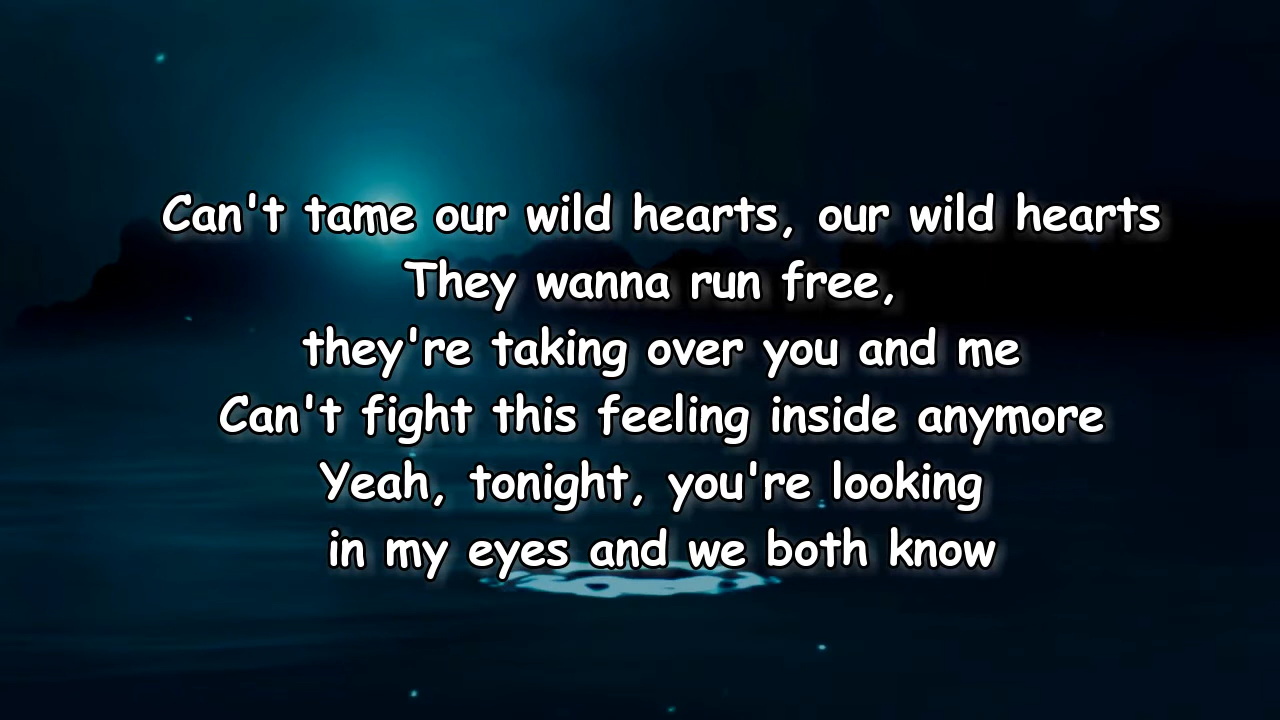 Can't tame our wild hearts, our wild hearts
They wanna run free,
they're taking over you and me
Can't fight this feeling inside anymore
Yeah, tonight, you're looking
in my eyes and we both know